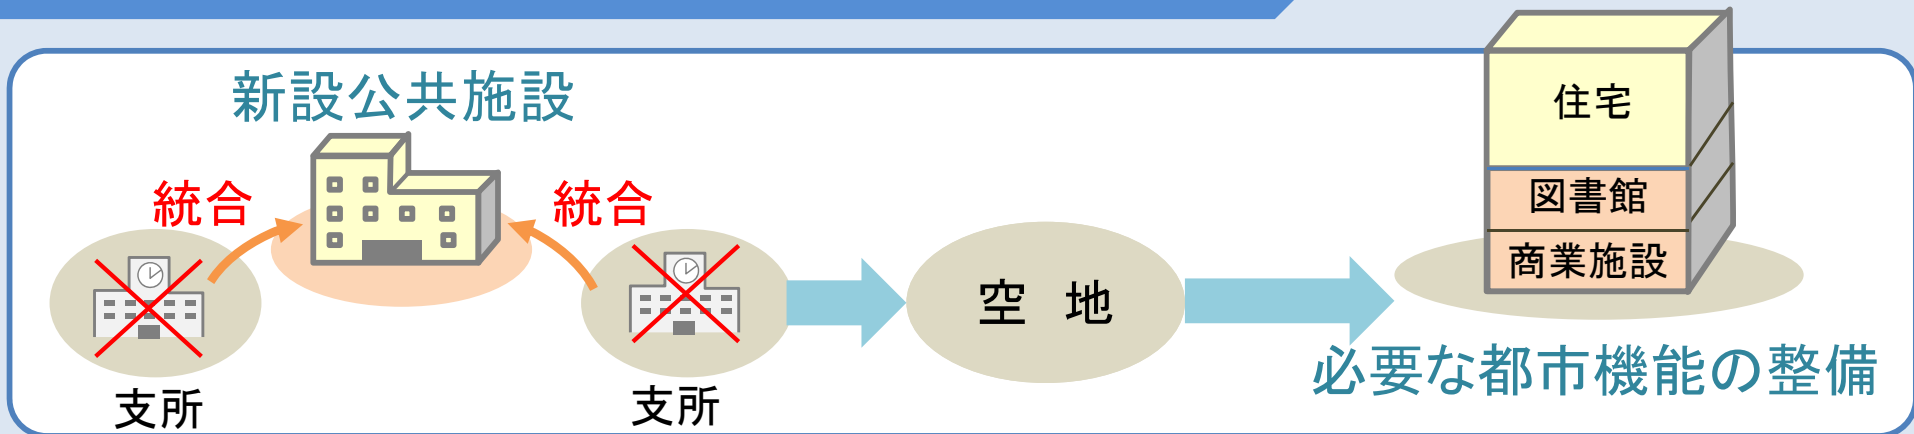 新設公共施設
統合
統合
支所
支所
空 地
住宅
図書館
商業施設
必要な都市機能の整備